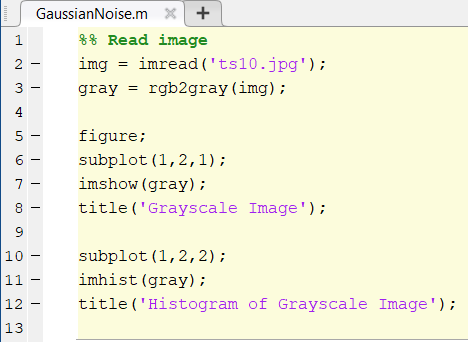 GaussianNoise.m × +
1 %% Read image
2 – img = imread('ts10.jpg');
3 – gray = rgb2gray(img);
4
5 – figure;
6 – subplot(1,2,1);
7 – imshow(gray);
8 – title('Grayscale Image');
9
10 – subplot(1,2,2);
11 – imhist(gray);
12 – title('Histogram of Grayscale Image');
13